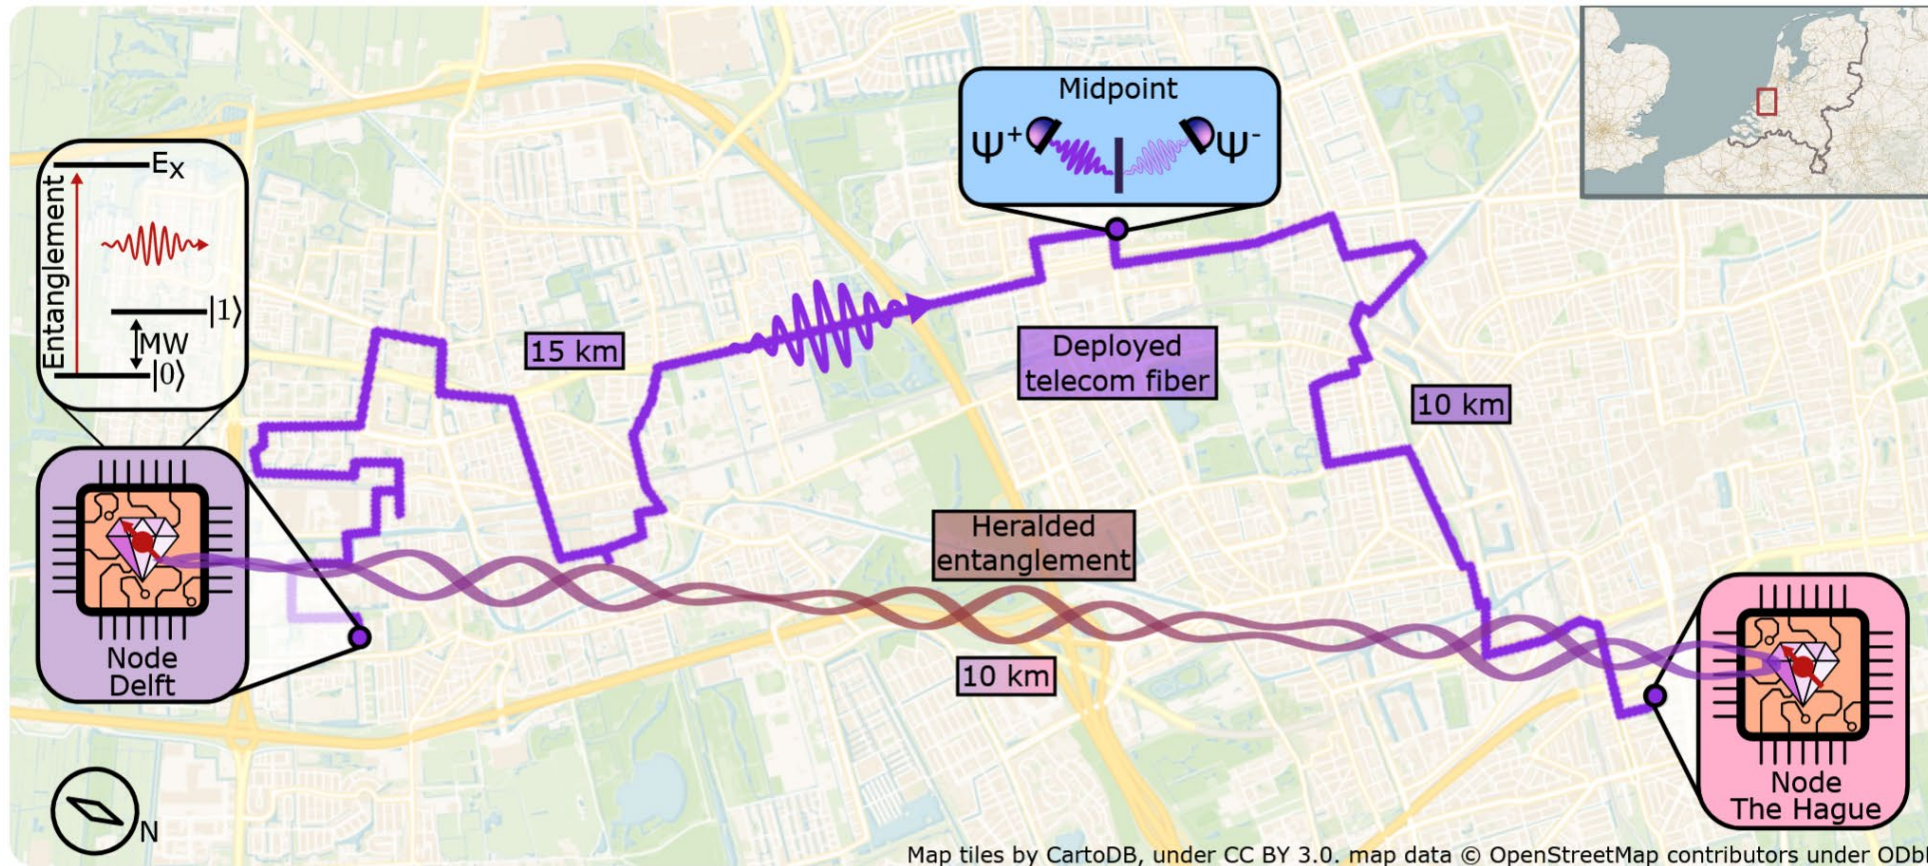 Midpoint
Ψ⁺
Ψ⁻
Entanglement
Eₓ
|1⟩
MW
|0⟩
15 km
Deployed
telecom fiber
10 km
Heralded
entanglement
10 km
Node
Delft
Node
The Hague
N
Map tiles by CartoDB, under CC BY 3.0. map data © OpenStreetMap contributors under ODb